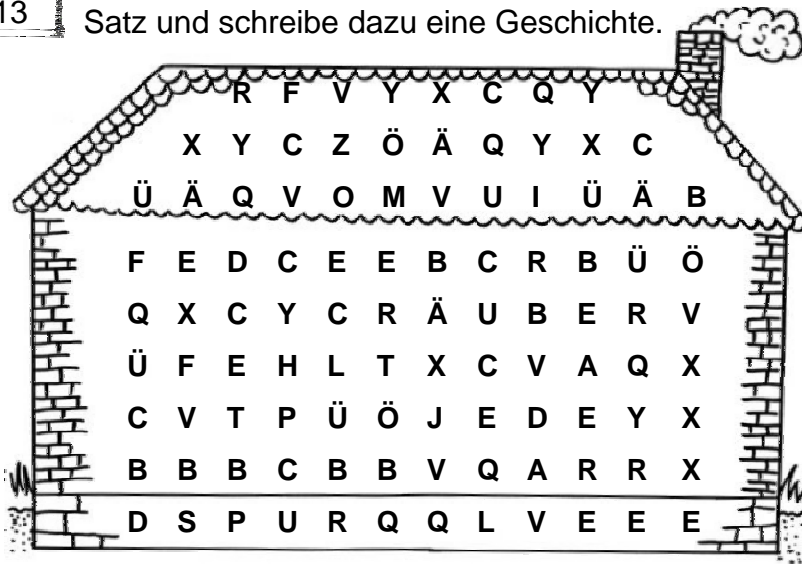 13
Satz und schreibe dazu eine Geschichte.
R F V Y X C Q Y
X Y C Z Ö Ä Q Y X C
Ü Ä Q V O M V U I Ü Ä B
F E D C E E B C R B Ü Ö
Q X C Y C R Ä U B E R V
Ü F E H L T X C V A Q X
C V T P Ü Ö J E D E Y X
B B B C B B V Q A R R X
D S P U R Q Q L V E E E